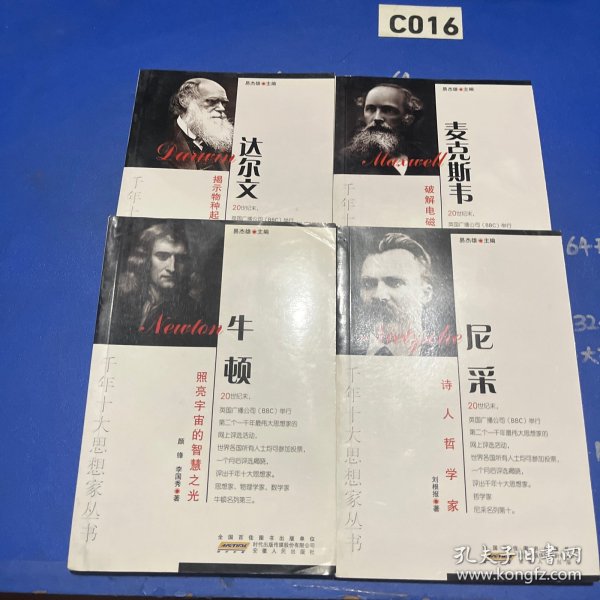 C016
易杰雄●主编
Darwin
达尔文
揭示物种起
20世纪末,
英国广播公司(BBC)举行
千年十
易杰雄●主编
Maxwell
麦克斯韦
破解电磁
20世纪末,
英国广播公司(BBC)举行
千年十
易杰雄●主编
Newton
牛顿
照亮宇宙的智慧之光
颜锋 李国秀●著
20世纪末,
英国广播公司(BBC)举行
第二个一千年最伟大思想家的
网上评选活动。
世界各国所有人士均可参加投票,
一个月后评选揭晓,
评出千年十大思想家。
思想家、物理学家、数学家
牛顿名列第三。
千年十大思想家丛书
全国百佳图书出版单位
时代出版传媒股份有限公司
安徽人民出版社
易杰雄●主编
Nietzsche
尼采
诗人哲学家
刘根报●著
20世纪末,
英国广播公司(BBC)举行
第二个一千年最伟大思想家的
网上评选活动。
世界各国所有人士均可参加投票,
一个月后评选揭晓,
评出千年十大思想家。
哲学家
尼采名列第十。
千年十大思想家丛书
孔夫子旧书网
www.kongfz.com